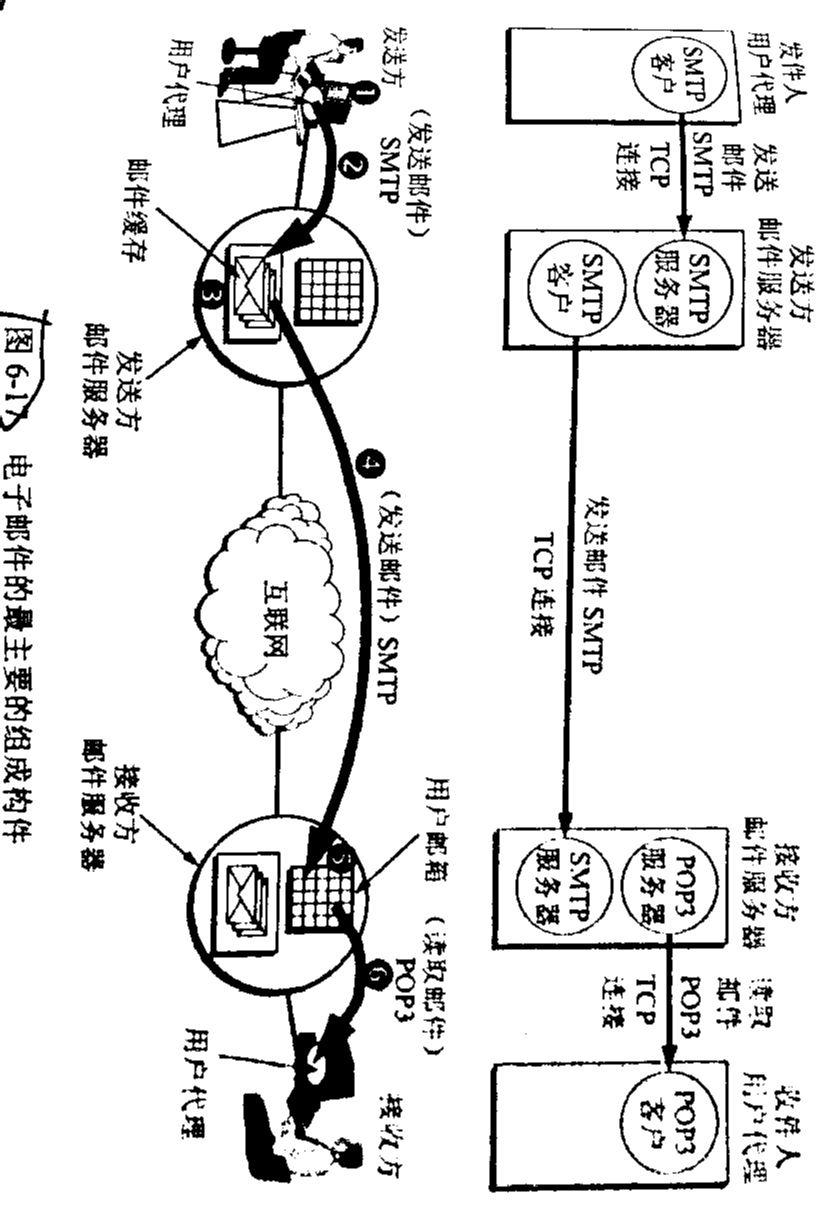 发件人
用户代理
发送
邮件
SMTP
TCP
连接
发送方
邮件服务器
SMTP
客户
SMTP
服务器
SMTP
客户
发送邮件 SMTP
TCP 连接
接收方
邮件服务器
POP3
服务器
SMTP
服务器
读取
邮件
POP3
TCP
连接
收件人
用户代理
POP3
客户
(发送邮件)
SMTP
发送方
❶
❷
❸
❹
(发送邮件) SMTP
互联网
用户邮箱
(读取邮件)
POP3
❺
❻
接收方
用户代理
邮件缓存
发送方
邮件服务器
接收方
邮件服务器
用户代理
图 6-17 电子邮件的最主要的组成构件